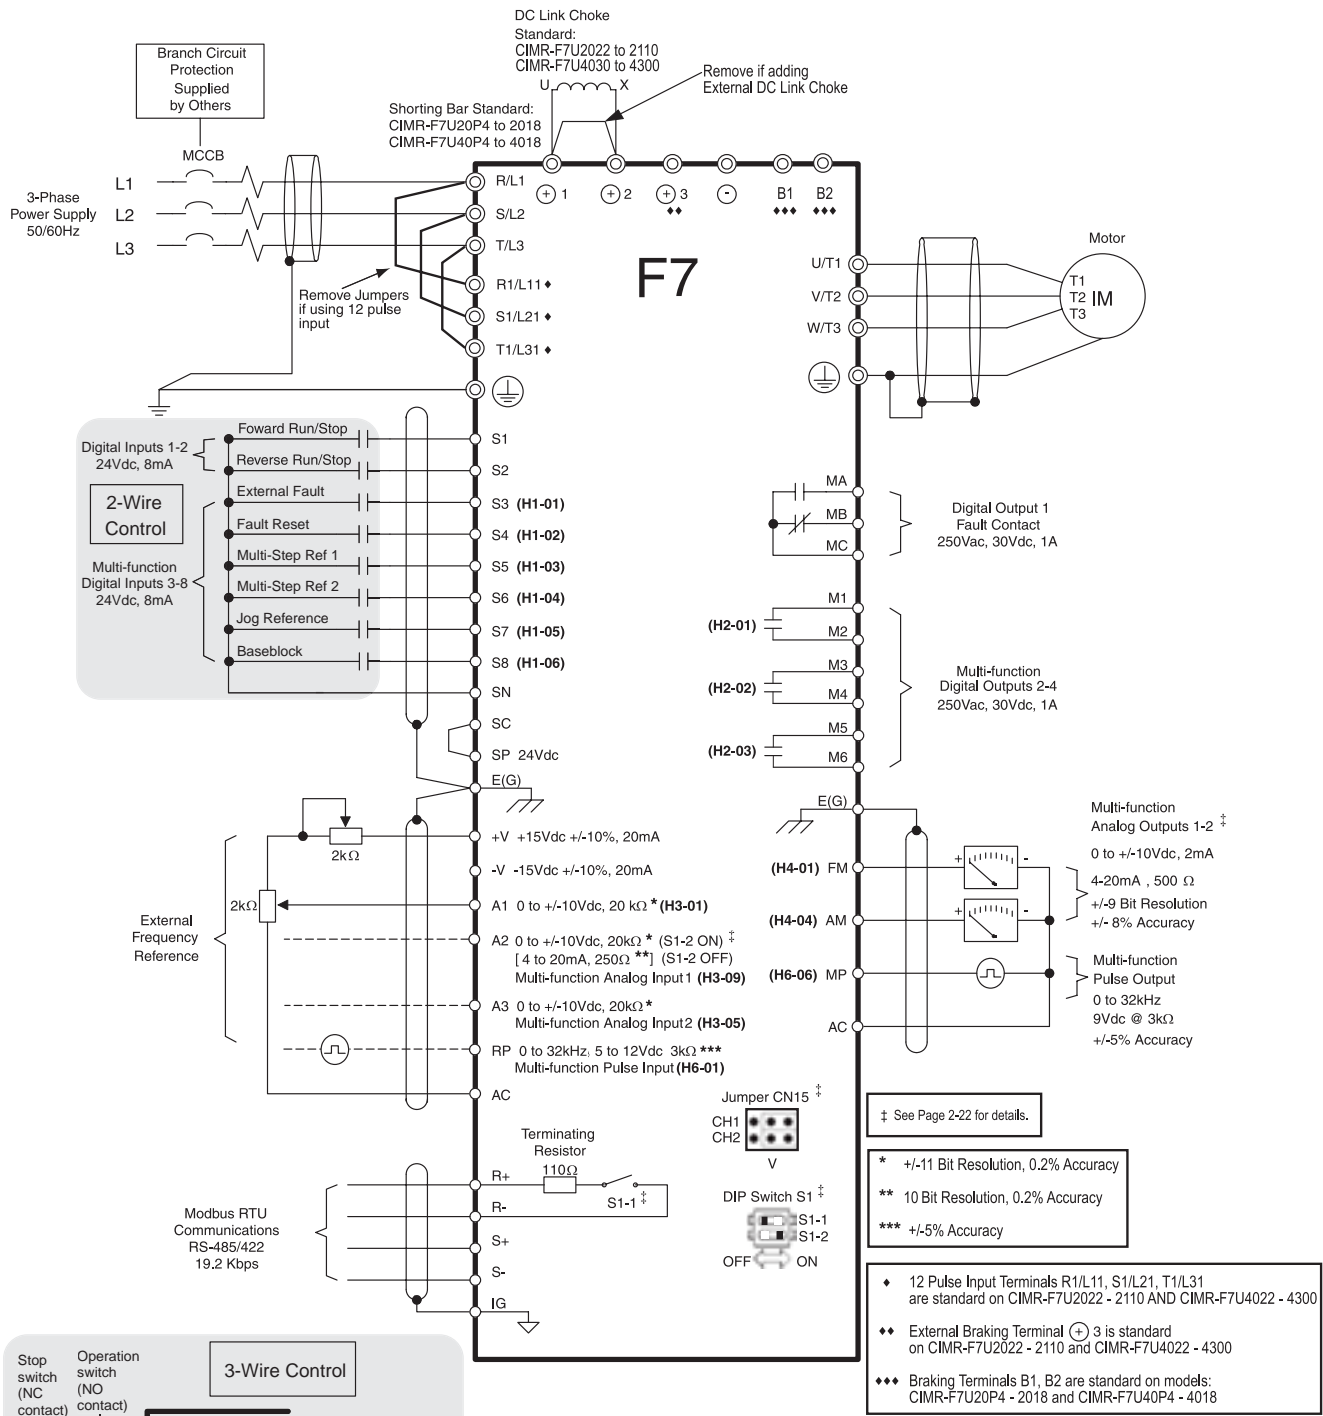 DC Link Choke
Standard:
CIMR-F7U2022 to 2110
CIMR-F7U4030 to 4300
U X
Remove if adding
External DC Link Choke
Branch Circuit
Protection
Supplied
by Others
Shorting Bar Standard:
CIMR-F7U20P4 to 2018
CIMR-F7U40P4 to 4018
MCCB
3-Phase
Power Supply
50/60Hz
L1
L2
L3
R/L1
S/L2
T/L3
R1/L11 ♦
S1/L21 ♦
T1/L31 ♦
Remove Jumpers
if using 12 pulse
input
+ 1
+ 2
+ 3
♦♦
-
B1
♦♦♦
B2
♦♦♦
F7
U/T1
V/T2
W/T3
Motor
T1
T2
T3
IM
Digital Inputs 1-2
24Vdc, 8mA
2-Wire
Control
Multi-function
Digital Inputs 3-8
24Vdc, 8mA
Foward Run/Stop
Reverse Run/Stop
External Fault
Fault Reset
Multi-Step Ref 1
Multi-Step Ref 2
Jog Reference
Baseblock
S1
S2
S3 (H1-01)
S4 (H1-02)
S5 (H1-03)
S6 (H1-04)
S7 (H1-05)
S8 (H1-06)
SN
SC
SP 24Vdc
E(G)
MA
MB
MC
Digital Output 1
Fault Contact
250Vac, 30Vdc, 1A
(H2-01)
M1
M2
(H2-02)
M3
M4
(H2-03)
M5
M6
Multi-function
Digital Outputs 2-4
250Vac, 30Vdc, 1A
E(G)
External
Frequency
Reference
2kΩ
2kΩ
+V +15Vdc +/-10%, 20mA
-V -15Vdc +/-10%, 20mA
A1 0 to +/-10Vdc, 20 kΩ * (H3-01)
A2 0 to +/-10Vdc, 20kΩ * (S1-2 ON) ‡
[ 4 to 20mA, 250Ω **] (S1-2 OFF)
Multi-function Analog Input 1 (H3-09)
A3 0 to +/-10Vdc, 20kΩ *
Multi-function Analog Input 2 (H3-05)
RP 0 to 32kHz, 5 to 12Vdc 3kΩ ***
Multi-function Pulse Input (H6-01)
AC
(H4-01) FM
+ -
(H4-04) AM
+ -
(H6-06) MP
AC
Multi-function
Analog Outputs 1-2 ‡
0 to +/-10Vdc, 2mA
4-20mA , 500 Ω
+/-9 Bit Resolution
+/- 8% Accuracy
Multi-function
Pulse Output
0 to 32kHz
9Vdc @ 3kΩ
+/-5% Accuracy
Jumper CN15 ‡
CH1
CH2
V
DIP Switch S1 ‡
S1-1
S1-2
OFF ON
Terminating
Resistor
110Ω
S1-1 ‡
Modbus RTU
Communications
RS-485/422
19.2 Kbps
R+
R-
S+
S-
IG
‡ See Page 2-22 for details.
* +/-11 Bit Resolution, 0.2% Accuracy
** 10 Bit Resolution, 0.2% Accuracy
*** +/-5% Accuracy
♦ 12 Pulse Input Terminals R1/L11, S1/L21, T1/L31
are standard on CIMR-F7U2022 - 2110 AND CIMR-F7U4022 - 4300
♦♦ External Braking Terminal + 3 is standard
on CIMR-F7U2022 - 2110 and CIMR-F7U4022 - 4300
♦♦♦ Braking Terminals B1, B2 are standard on models:
CIMR-F7U20P4 - 2018 and CIMR-F7U40P4 - 4018
Stop
switch
(NC
contact)
Operation
switch
(NO
contact)
3-Wire Control